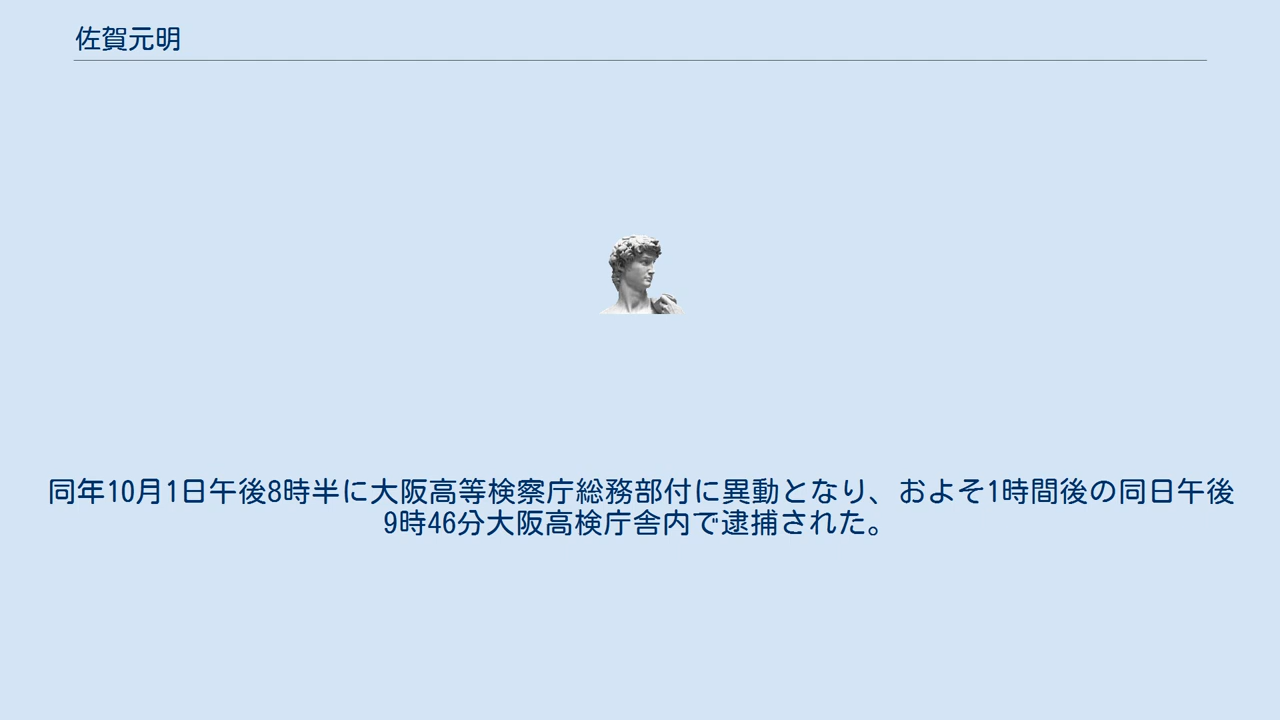 佐賀元明
同年10月1日午後8時半に大阪高等検察庁総務部付に異動となり、およそ1時間後の同日午後
9時46分大阪高検庁舎内で逮捕された。